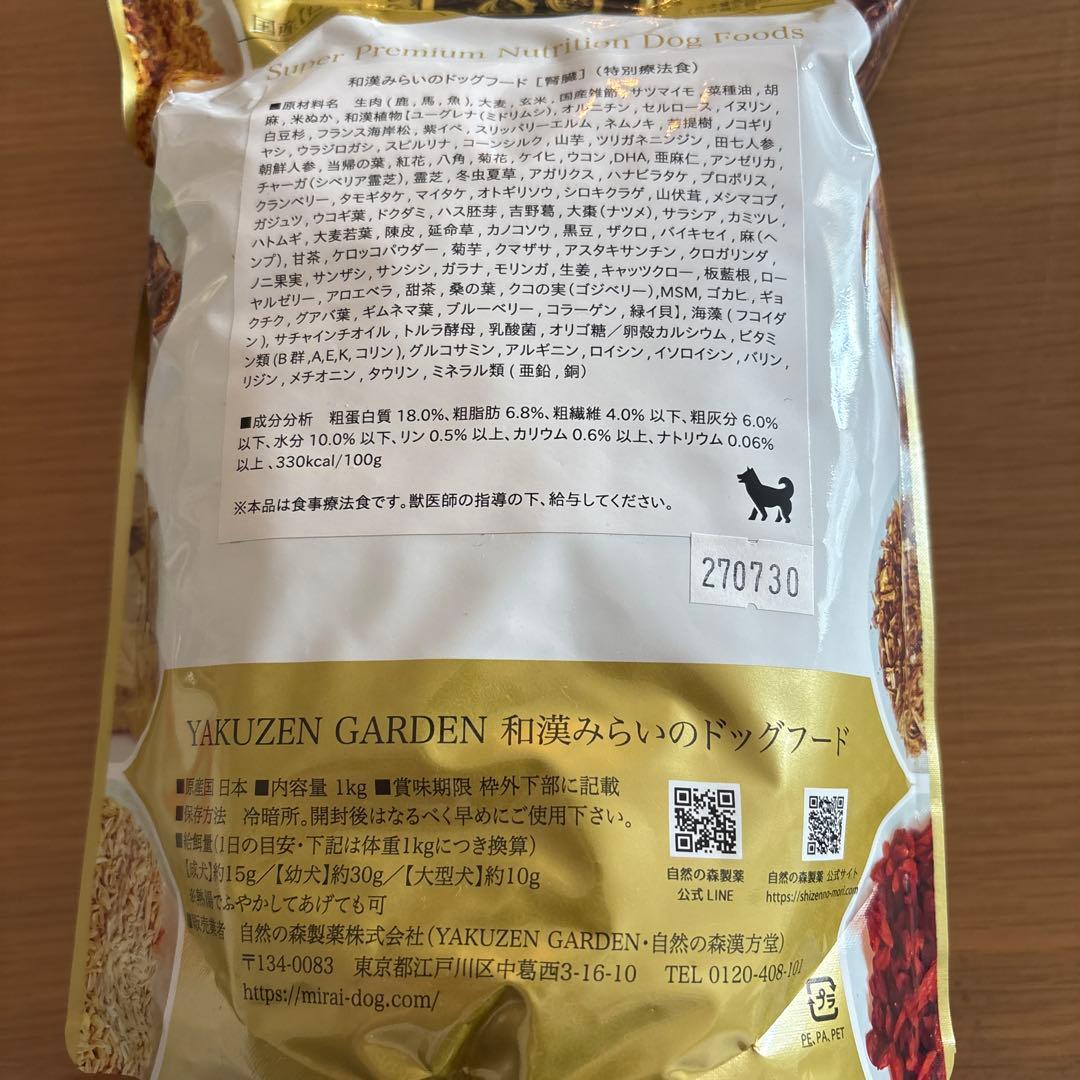 国産
Super Premium Nutrition Dog Foods
和漢みらいのドッグフード [腎臓] (特別療法食)
■原材料名 生肉 (鹿 , 馬 , 魚) , 大麦 , 玄米 , 国産雑節 , サツマイモ , 菜種油 , 胡
麻 , 米ぬか , 和漢植物【ユーグレナ(ミドリムシ) , オルニチン , セルロース , イヌリン ,
白豆杉 , フランス海岸松 , 紫イペ , スリッパリーエルム , ネムノキ , 菩提樹 , ノコギリ
ヤシ , ウラジロガシ , スピルリナ , コーンシルク , 山芋 , ツリガネニンジン , 田七人参 ,
朝鮮人参 , 当帰の葉 , 紅花 , 八角 , 菊花 , ケイヒ , ウコン , DHA , 亜麻仁 , アンゼリカ ,
チャーガ (シベリア霊芝) , 霊芝 , 冬虫夏草 , アガリクス , ハナビラタケ , プロポリス ,
クランベリー , タモギタケ , マイタケ , オトギリソウ , シロキクラゲ , 山伏茸 , メシマコブ ,
ガジュツ , ウコギ葉 , ドクダミ , ハス胚芽 , 吉野葛 , 大棗 (ナツメ) , サラシア , カミツレ ,
ハトムギ , 大麦若葉 , 陳皮 , 延命草 , カノコソウ , 黒豆 , ザクロ , バイキセイ , 麻 (ヘ
ンプ) , 甘茶 , ケロッコパウダー , 菊芋 , クマザサ , アスタキサンチン , クロガリンダ ,
ノニ果実 , サンザシ , サンシシ , ガラナ , モリンガ , 生姜 , キャッツクロー , 板藍根 , ロー
ヤルゼリー , アロエベラ , 甜茶 , 桑の葉 , クコの実 (ゴジベリー) , MSM , ゴカヒ , ギョ
クチク , グアバ葉 , ギムネマ葉 , ブルーベリー , コラーゲン , 緑イ貝】, 海藻 ( フコイダ
ン ) , サチャインチオイル , トルラ酵母 , 乳酸菌 , オリゴ糖／卵殻カルシウム , ビタミ
ン類 (B 群,A,E,K, コリン) , グルコサミン , アルギニン , ロイシン , イソロイシン , バリン ,
リジン , メチオニン , タウリン , ミネラル類 ( 亜鉛 , 銅)
■成分分析 粗蛋白質 18.0%、粗脂肪 6.8%、粗繊維 4.0% 以下、粗灰分 6.0%
以下、水分 10.0% 以下、リン 0.5% 以上、カリウム 0.6% 以上、ナトリウム 0.06%
以上 、330kcal/100g
※本品は食事療法食です。獣医師の指導の下、給与してください。
270730
YAKUZEN GARDEN 和漢みらいのドッグフード
■原産国 日本 ■内容量 1kg ■賞味期限 枠外下部に記載
■保存方法 冷暗所。開封後はなるべく早めにご使用下さい。
■給餌量(1日の目安・下記は体重1kgにつき換算)
【成犬】約15g／【幼犬】約30g／【大型犬】約10g
※熱湯でふやかしてあげても可
■販売業者 自然の森製薬株式会社(YAKUZEN GARDEN・自然の森漢方堂)
〒134-0083 東京都江戸川区中葛西3-16-10 TEL 0120-408-101
https://mirai-dog.com/
自然の森製薬
公式 LINE
自然の森製薬 公式サイト
https://shizenno-mori.com
プラ
PE, PA, PET